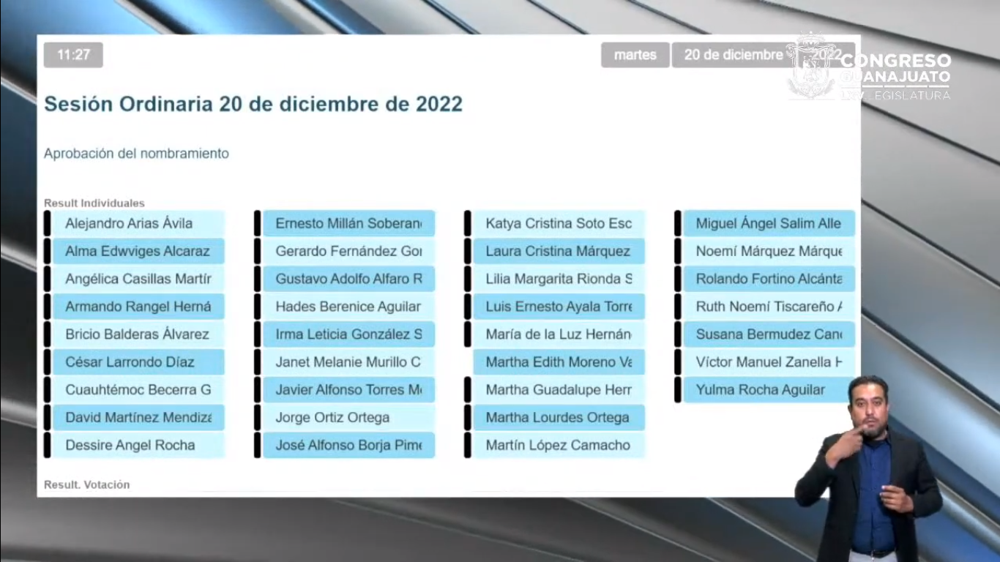 11:27
martes
20 de diciembre
2022
CONGRESO
GUANAJUATO
LXV LEGISLATURA
Sesión Ordinaria 20 de diciembre de 2022
Aprobación del nombramiento
Result Individuales
Alejandro Arias Ávila
Alma Edwviges Alcaraz
Angélica Casillas Martír
Armando Rangel Herná
Bricio Balderas Álvarez
César Larrondo Díaz
Cuauhtémoc Becerra G
David Martínez Mendizá
Dessire Angel Rocha
Ernesto Millán Soberan
Gerardo Fernández Gor
Gustavo Adolfo Alfaro R
Hades Berenice Aguilar
Irma Leticia González S
Janet Melanie Murillo C
Javier Alfonso Torres M
Jorge Ortiz Ortega
José Alfonso Borja Pime
Katya Cristina Soto Esc
Laura Cristina Márquez
Lilia Margarita Rionda S
Luis Ernesto Ayala Torre
María de la Luz Hernán
Martha Edith Moreno Va
Martha Guadalupe Herr
Martha Lourdes Ortega
Martín López Camacho
Miguel Ángel Salim Alle
Noemí Márquez Márque
Rolando Fortino Alcánta
Ruth Noemí Tiscareño A
Susana Bermudez Can
Víctor Manuel Zanella H
Yulma Rocha Aguilar
Result. Votación